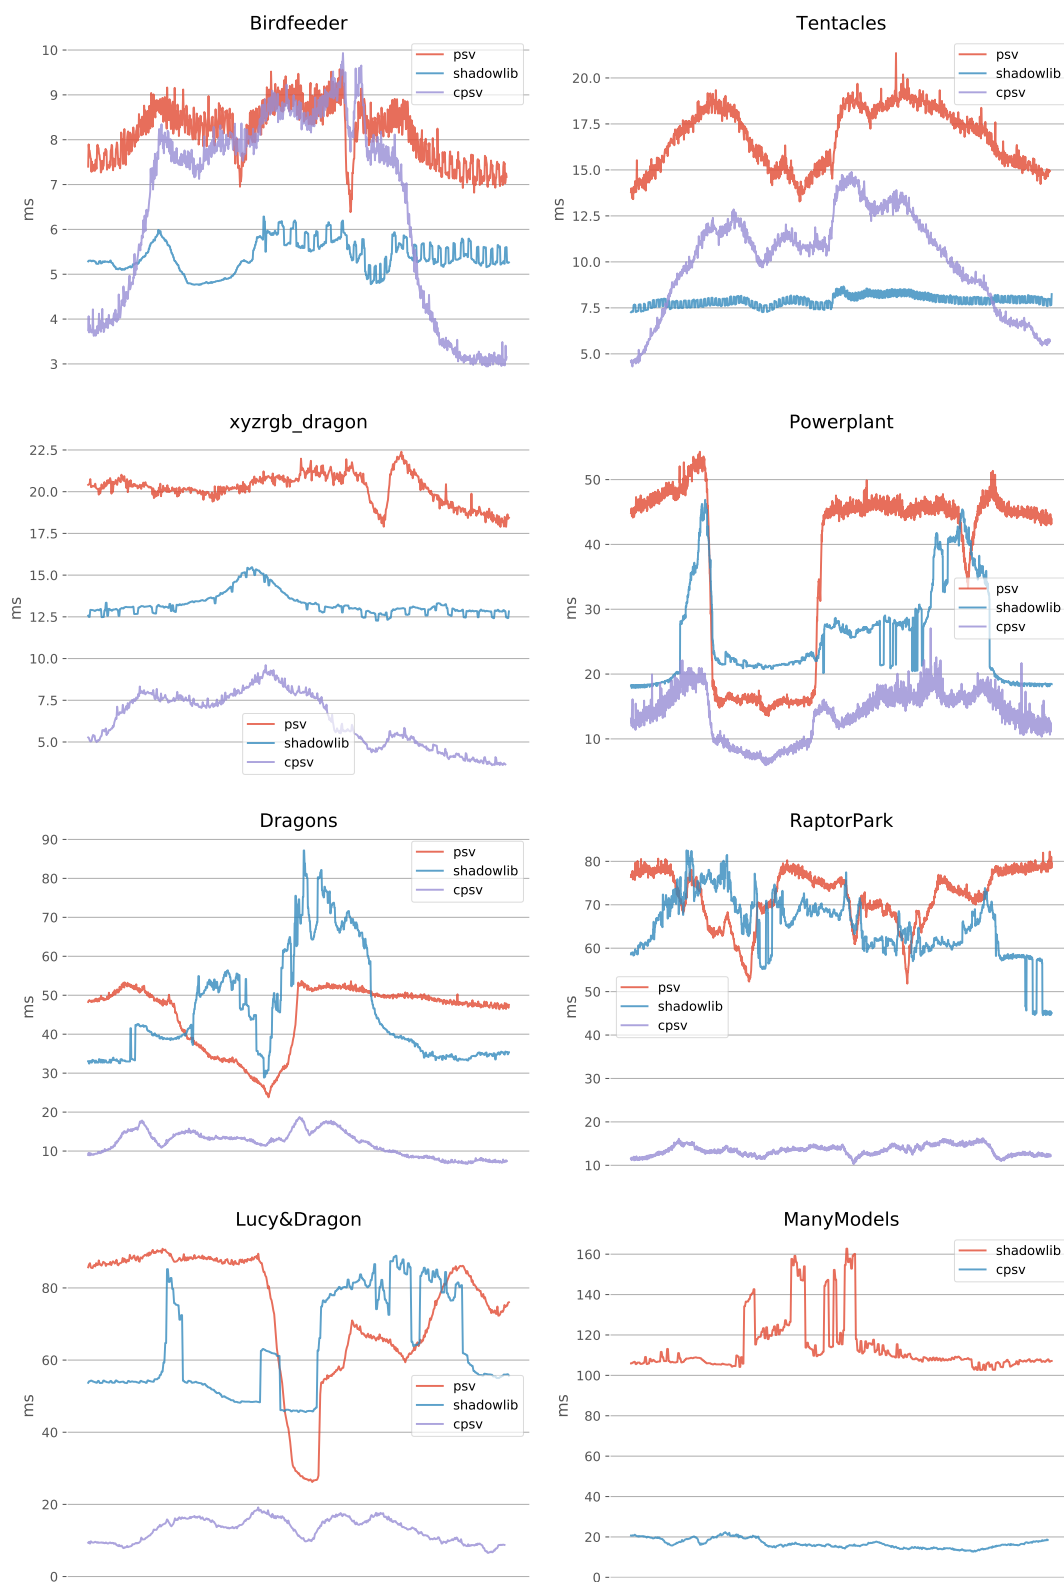 Birdfeeder
10
9
8
7
6
5
4
3
ms
psv
shadowlib
cpsv
Tentacles
20.0
17.5
15.0
12.5
10.0
7.5
5.0
ms
psv
shadowlib
cpsv
xyzrgb_dragon
22.5
20.0
17.5
15.0
12.5
10.0
7.5
5.0
ms
psv
shadowlib
cpsv
Powerplant
50
40
30
20
10
ms
psv
shadowlib
cpsv
Dragons
90
80
70
60
50
40
30
20
10
ms
psv
shadowlib
cpsv
RaptorPark
80
70
60
50
40
30
20
10
ms
psv
shadowlib
cpsv
Lucy&Dragon
80
60
40
20
0
ms
psv
shadowlib
cpsv
ManyModels
160
140
120
100
80
60
40
20
0
ms
shadowlib
cpsv